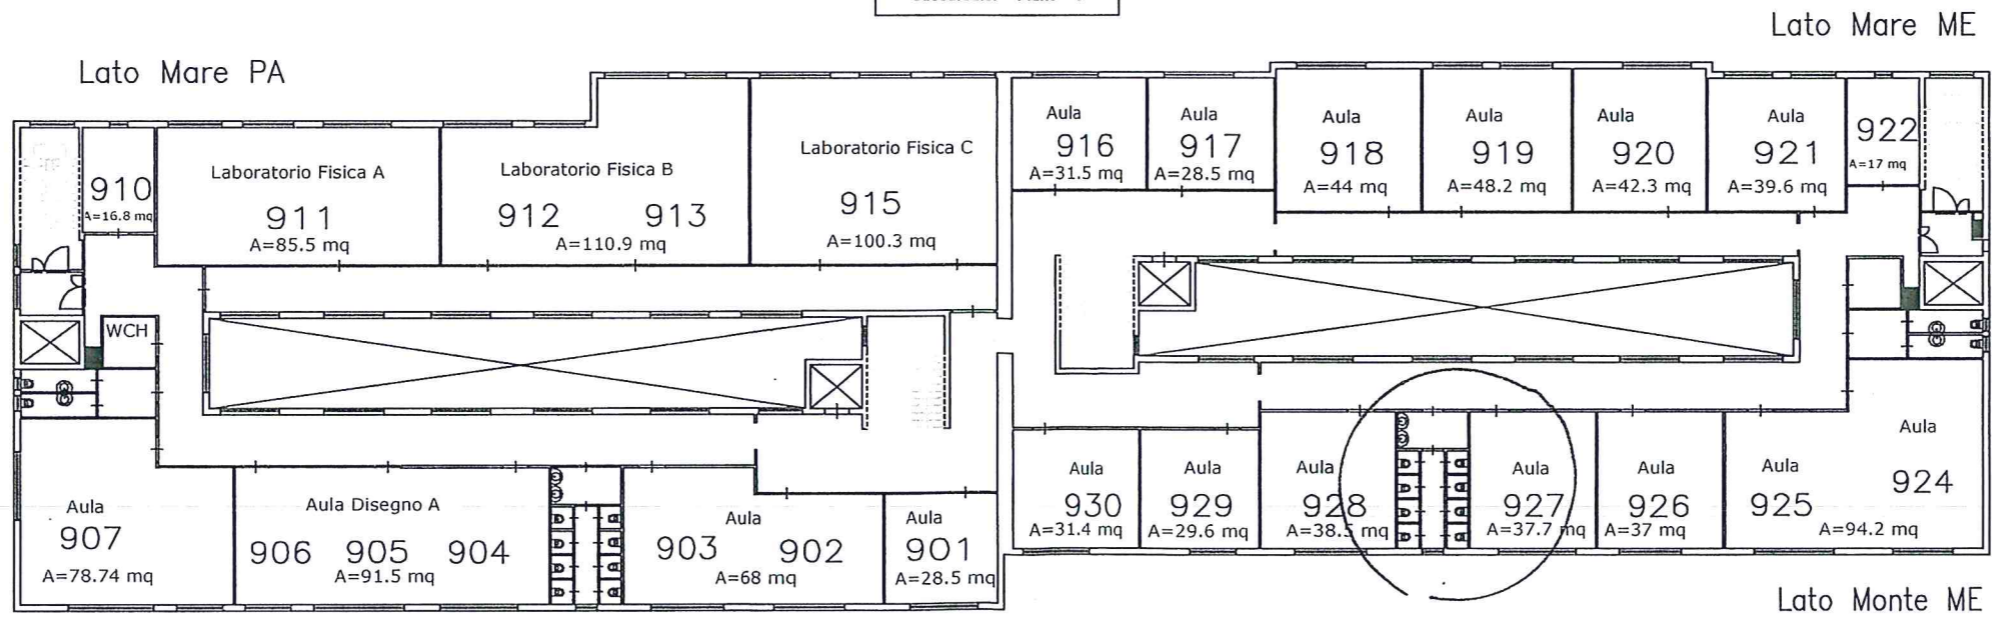 Lato Mare ME
Lato Mare PA
910
A=16.8 mq
Laboratorio Fisica A
911
A=85.5 mq
Laboratorio Fisica B
912 913
A=110.9 mq
Laboratorio Fisica C
915
A=100.3 mq
Aula
916
A=31.5 mq
Aula
917
A=28.5 mq
Aula
918
A=44 mq
Aula
919
A=48.2 mq
Aula
920
A=42.3 mq
Aula
921
A=39.6 mq
922
A=17 mq
WCH
Aula
907
A=78.74 mq
Aula Disegno A
906 905 904
A=91.5 mq
Aula
903 902
A=68 mq
Aula
901
A=28.5 mq
Aula
930
A=31.4 mq
Aula
929
A=29.6 mq
Aula
928
A=38.5 mq
Aula
927
A=37.7 mq
Aula
926
A=37 mq
Aula
925
Aula
924
A=94.2 mq
Lato Monte ME